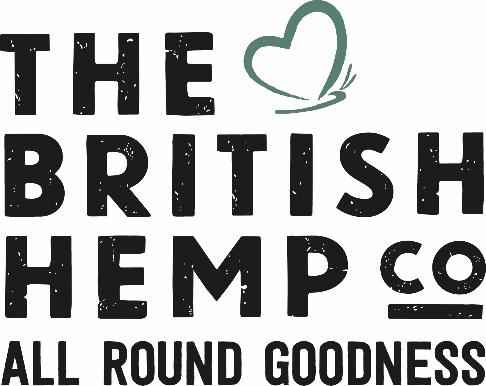 THE
BRITISH
HEMP CO
ALL ROUND GOODNESS